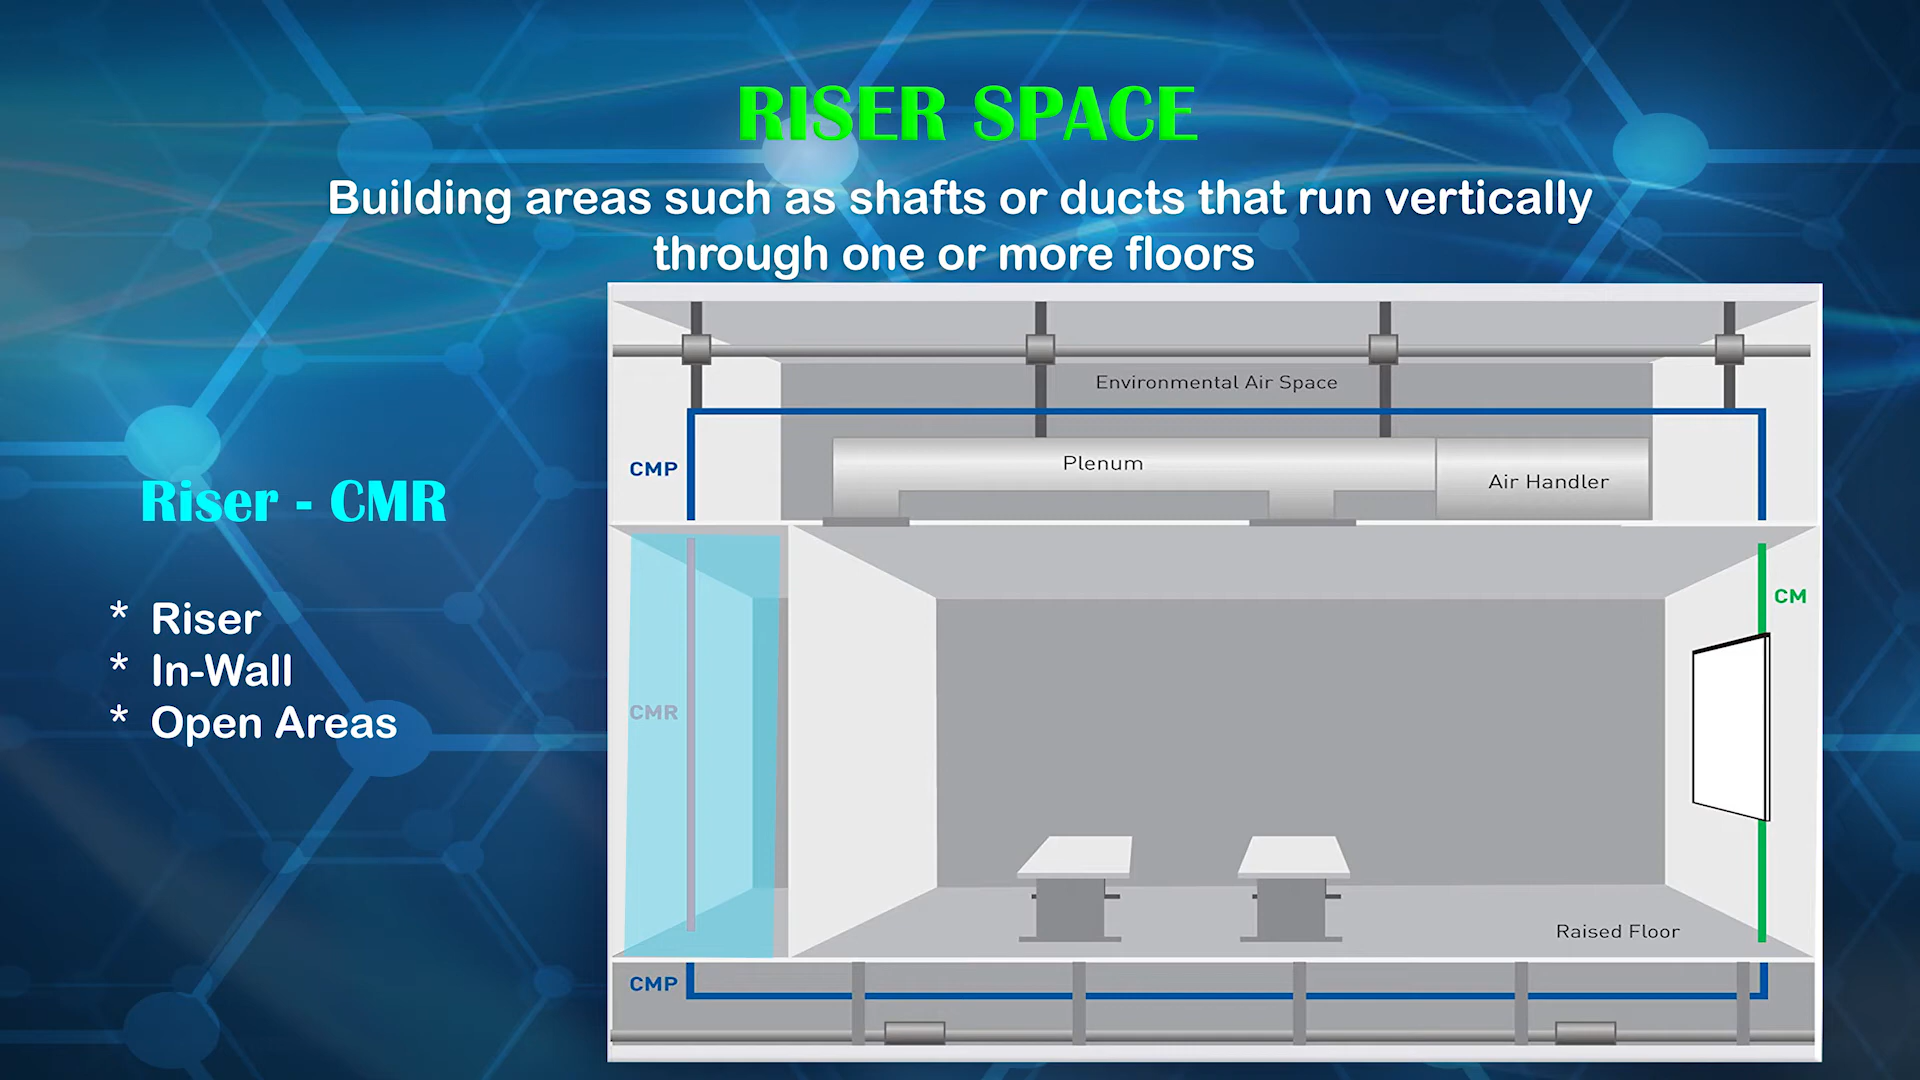 RISER SPACE
Building areas such as shafts or ducts that run vertically
through one or more floors
Riser - CMR
* Riser
* In-Wall
* Open Areas
Environmental Air Space
CMP
Plenum
Air Handler
CM
CMR
Raised Floor
CMP